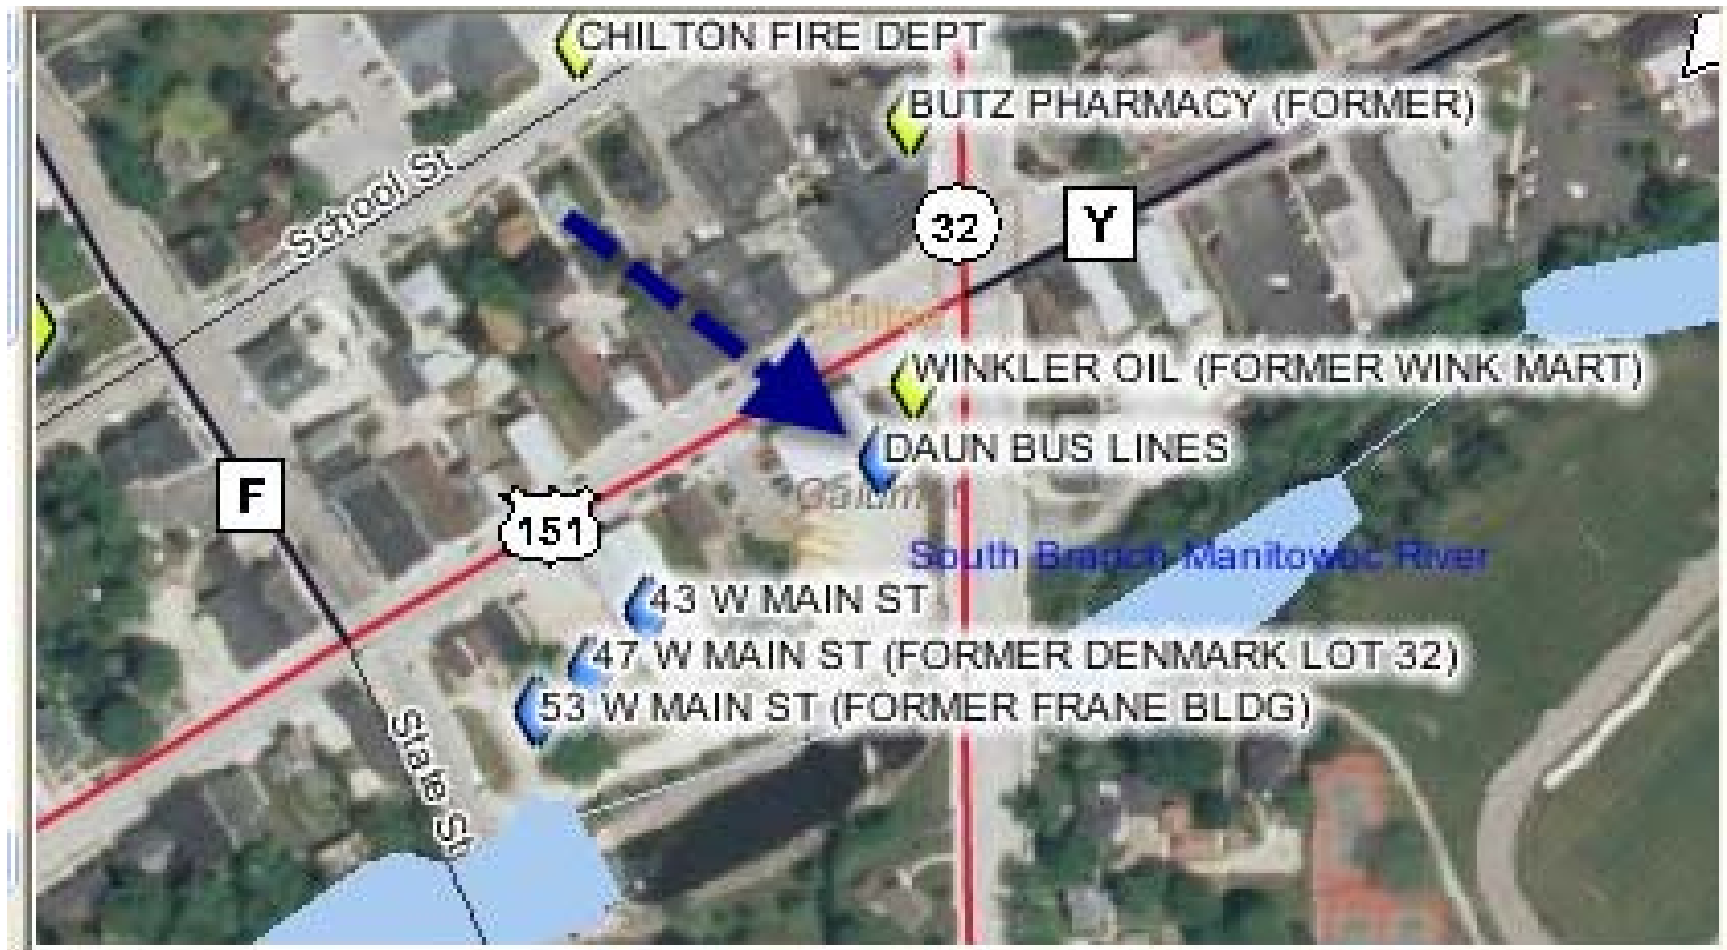 CHILTON FIRE DEPT
BUTZ PHARMACY (FORMER)
School St
32
Y
WINKLER OIL (FORMER WINK MART)
DAUN BUS LINES
F
151
South Branch Manitowoc River
43 W MAIN ST
47 W MAIN ST (FORMER DENMARK LOT 32)
53 W MAIN ST (FORMER FRANE BLDG)
State St